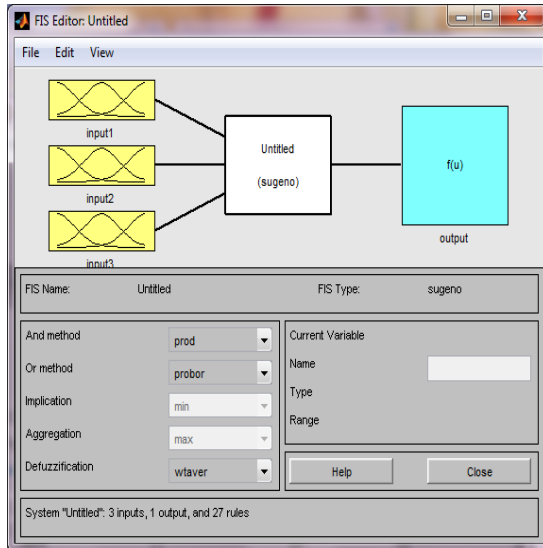 FIS Editor: Untitled
File Edit View
input1
input2
input3
Untitled
(sugeno)
f(u)
output
FIS Name: Untitled FIS Type: sugeno
And method prod
Or method probor
Implication min
Aggregation max
Defuzzification wtaver
Current Variable
Name
Type
Range
Help Close
System "Untitled": 3 inputs, 1 output, and 27 rules